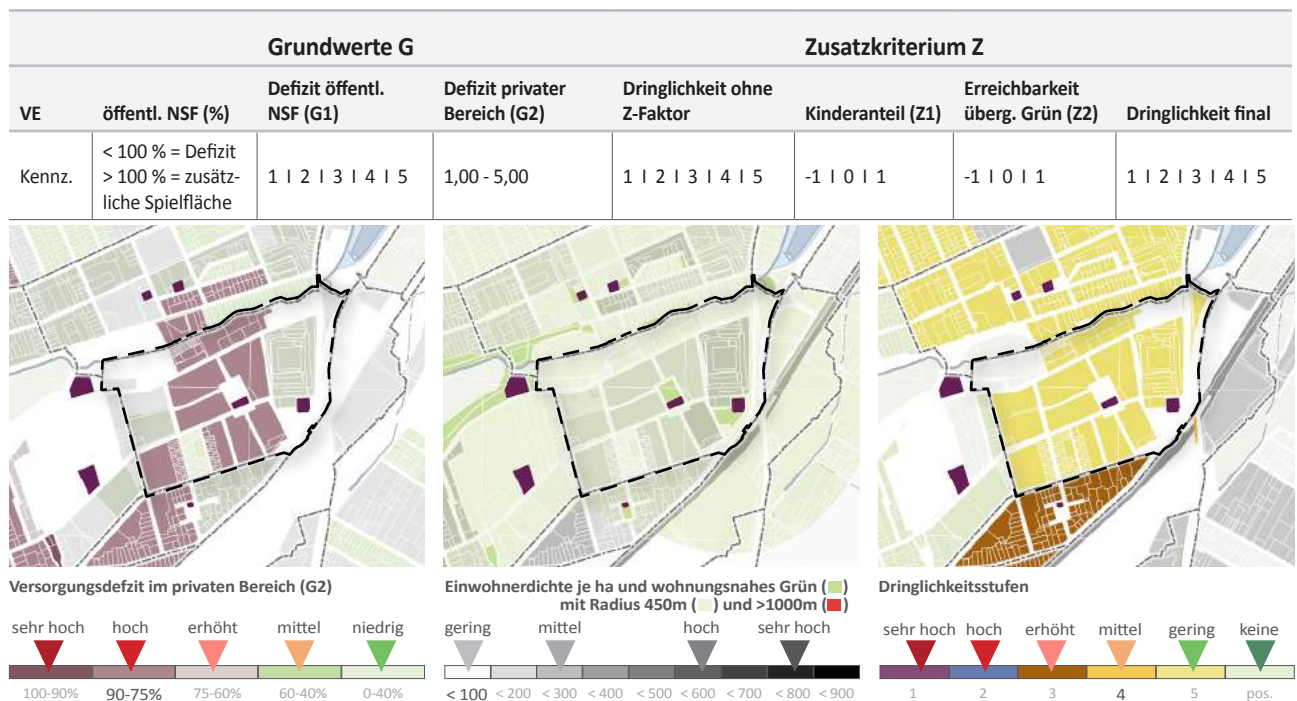 Grundwerte G
Zusatzkriterium Z
VE
öffentl. NSF (%)
Defizit öffentl.
NSF (G1)
Defizit privater
Bereich (G2)
Dringlichkeit ohne
Z-Faktor
Kinderanteil (Z1)
Erreichbarkeit
überg. Grün (Z2)
Dringlichkeit final
Kennz.
< 100 % = Defizit
> 100 % = zusätz-
liche Spielfläche
1 I 2 I 3 I 4 I 5
1,00 - 5,00
1 I 2 I 3 I 4 I 5
-1 I 0 I 1
-1 I 0 I 1
1 I 2 I 3 I 4 I 5
Versorgungsdefzit im privaten Bereich (G2)
sehr hoch hoch erhöht mittel niedrig
100-90% 90-75% 75-60% 60-40% 0-40%
Einwohnerdichte je ha und wohnungsnahes Grün ( )
mit Radius 450m ( ) und >1000m ( )
gering mittel hoch sehr hoch
< 100 < 200 < 300 < 400 < 500 < 600 < 700 < 800 < 900
Dringlichkeitsstufen
sehr hoch hoch erhöht mittel gering keine
1 2 3 4 5 pos.